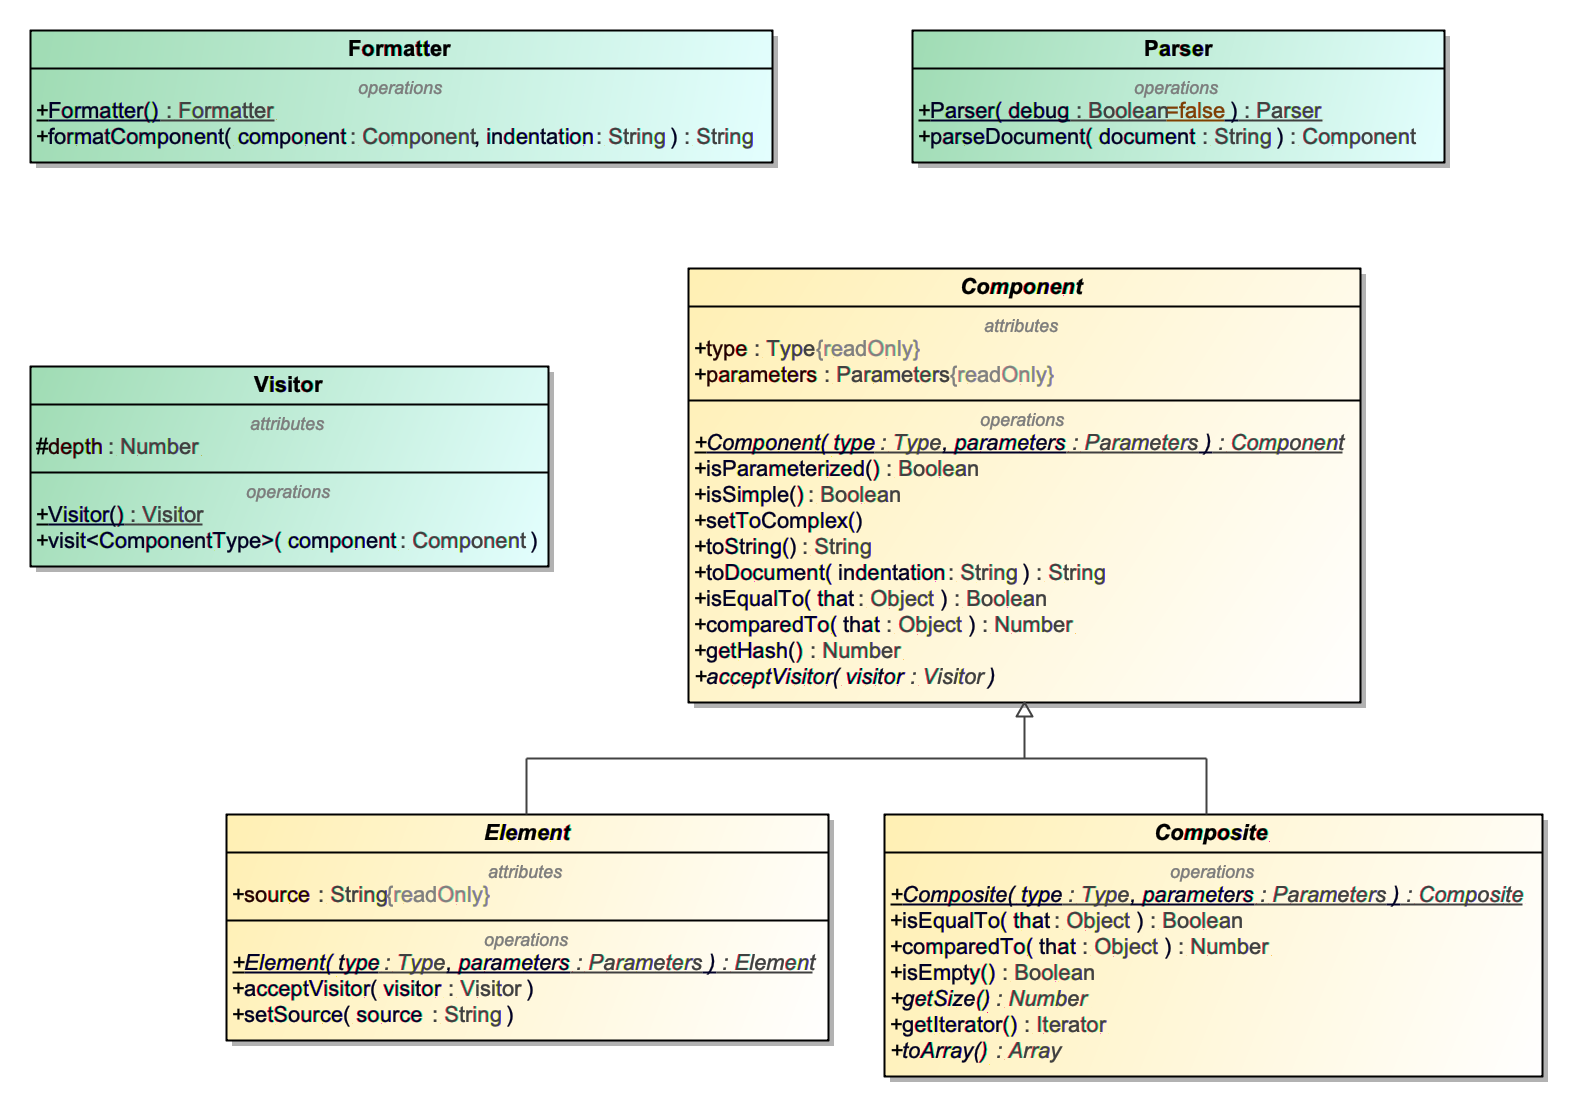 Formatter
operations
+Formatter() : Formatter
+formatComponent( component : Component, indentation : String ) : String
Parser
operations
+Parser( debug : Boolean=false ) : Parser
+parseDocument( document : String ) : Component
Component
attributes
+type : Type{readOnly}
+parameters : Parameters{readOnly}
operations
+Component( type : Type, parameters : Parameters ) : Component
+isParameterized() : Boolean
+isSimple() : Boolean
+setToComplex()
+toString() : String
+toDocument( indentation : String ) : String
+isEqualTo( that : Object ) : Boolean
+comparedTo( that : Object ) : Number
+getHash() : Number
+acceptVisitor( visitor : Visitor )
Visitor
attributes
#depth : Number
operations
+Visitor() : Visitor
+visit<ComponentType>( component : Component )
Element
attributes
+source : String{readOnly}
operations
+Element( type : Type, parameters : Parameters ) : Element
+acceptVisitor( visitor : Visitor )
+setSource( source : String )
Composite
operations
+Composite( type : Type, parameters : Parameters ) : Composite
+isEqualTo( that : Object ) : Boolean
+comparedTo( that : Object ) : Number
+isEmpty() : Boolean
+getSize() : Number
+getIterator() : Iterator
+toArray() : Array